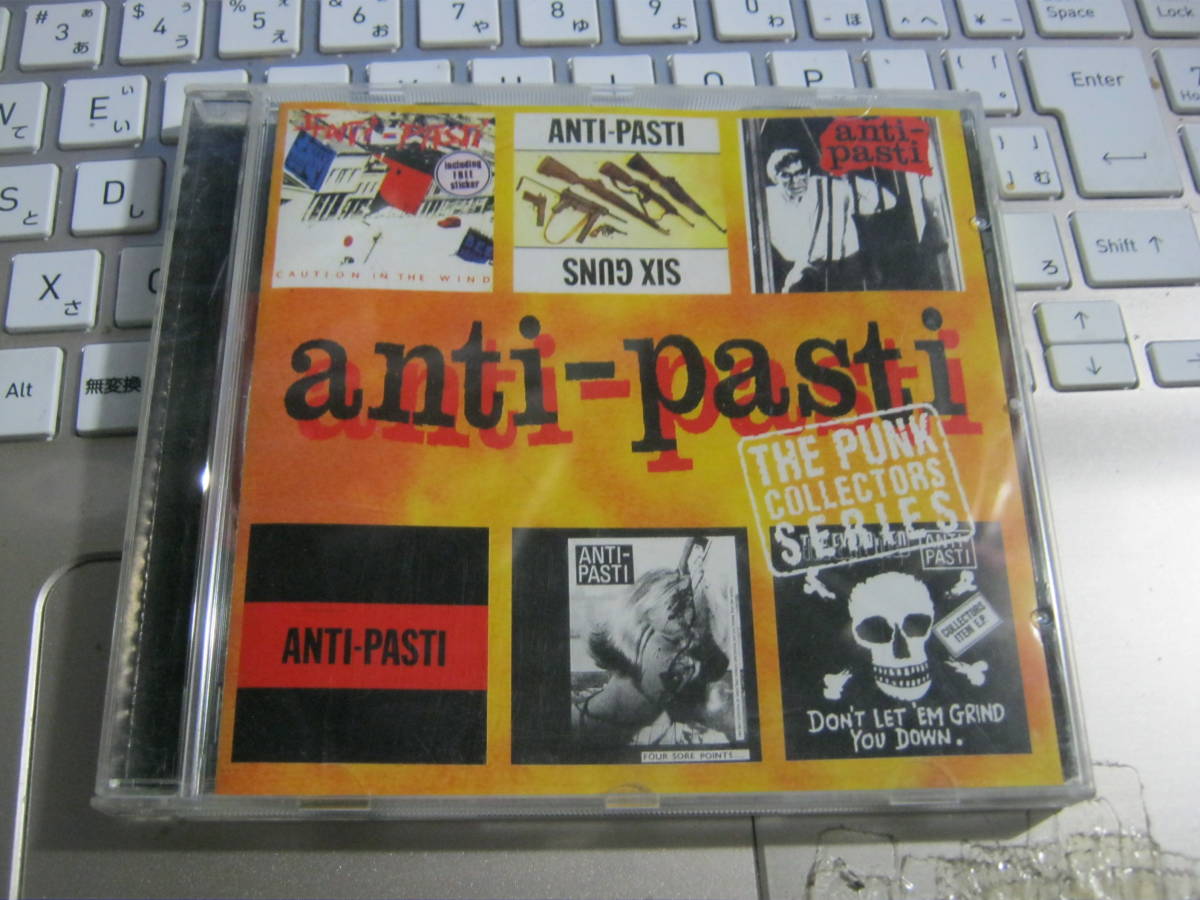 # 3 あ
$ 4 う
% 5 え
& 6 お
7 や
8 ゆ
9 よ
0 わ
- ほ
^ へ
¥ ー
Space
Lock
W て
E い
O
P
Enter
S と
D し
X さ
] む
ろ
Shift ↑
↑
↓
Alt
無変換
ANTI-PASTI
including FREE sticker
CAUTION IN THE WIND
ANTI-PASTI
SIX GUNS
anti-
pasti
anti-pasti
THE PUNK
COLLECTORS
SERIES
ANTI-PASTI
ANTI-
PASTI
FOUR SORE POINTS...
ANTI-
PASTI
COLLECTORS
ITEM E.P.
DON'T LET 'EM GRIND
YOU DOWN.